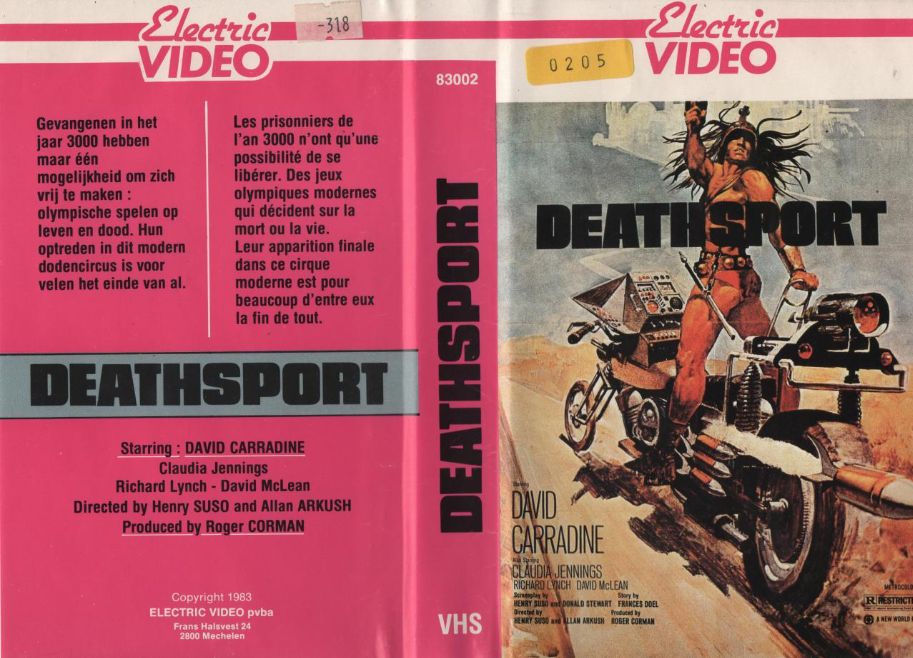 Electric
VIDEO
-318
Gevangenen in het
jaar 3000 hebben
maar één
mogelijkheid om zich
vrij te maken :
olympische spelen op
leven en dood. Hun
optreden in dit modern
dodencircus is voor
velen het einde van al.
Les prisonniers de
l'an 3000 n'ont qu'une
possibilité de se
libérer. Des jeux
olympiques modernes
qui décident sur la
mort ou la vie.
Leur apparition finale
dans ce cirque
moderne est pour
beaucoup d'entre eux
la fin de tout.
DEATHSPORT
Starring : DAVID CARRADINE
Claudia Jennings
Richard Lynch - David McLean
Directed by Henry SUSO and Allan ARKUSH
Produced by Roger CORMAN
Copyright 1983
ELECTRIC VIDEO pvba
Frans Halsvest 24
2800 Mechelen
83002
DEATHSPORT
VHS
Electric
VIDEO
0205
DEATHSPORT
Starring
DAVID
CARRADINE
Also Starring
CLAUDIA JENNINGS
RICHARD LYNCH DAVID McLEAN
Screenplay by Story by
HENRY SUSO and DONALD STEWART FRANCES DOEL
Directed by Produced by
HENRY SUSO and ALLAN ARKUSH ROGER CORMAN
METROCOLO
R RESTRICTE
A NEW WORLD